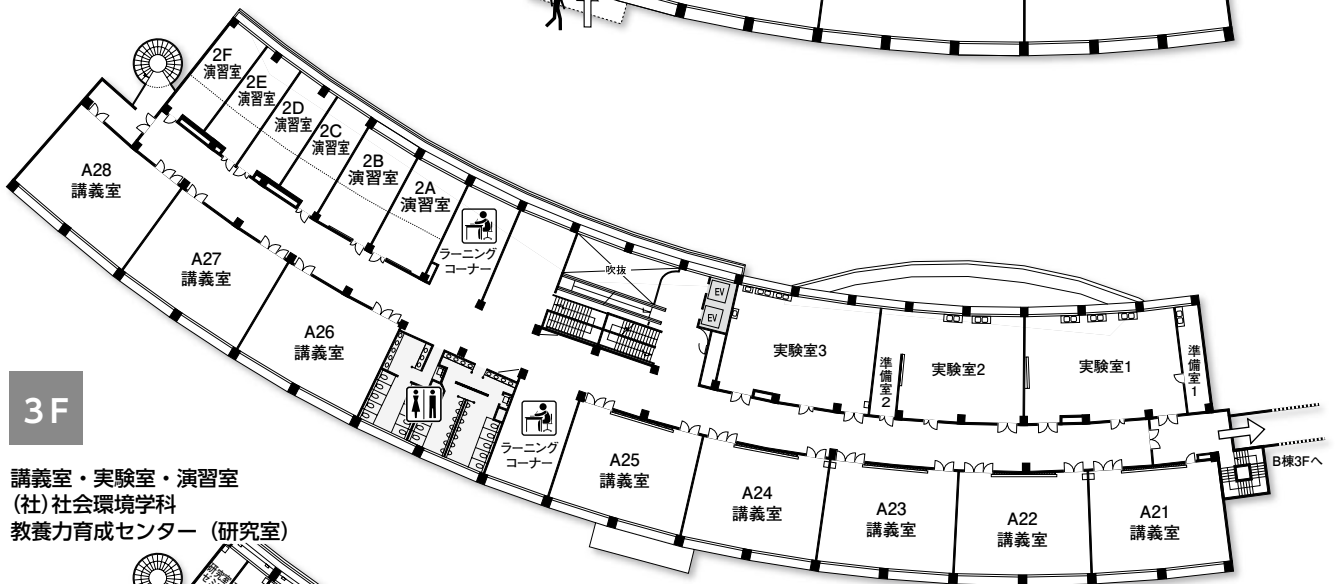 2F
演習室
2E
演習室
2D
演習室
2C
演習室
2B
演習室
2A
演習室
ラーニング
コーナー
吹抜
EV
EV
A28
講義室
A27
講義室
A26
講義室
実験室3
準備室2
実験室2
実験室1
準備室1
3F
ラーニング
コーナー
A25
講義室
A24
講義室
A23
講義室
A22
講義室
A21
講義室
B棟3Fへ
講義室・実験室・演習室
(社)社会環境学科
教養力育成センター（研究室）